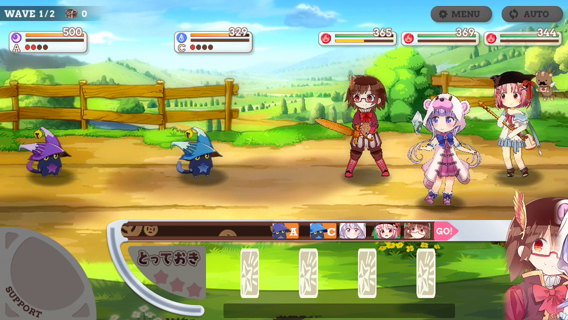 WAVE 1/2 0
MENU
AUTO
500
A
329
C
365
369
344
A
C
GO!
とっておき
SUPPORT